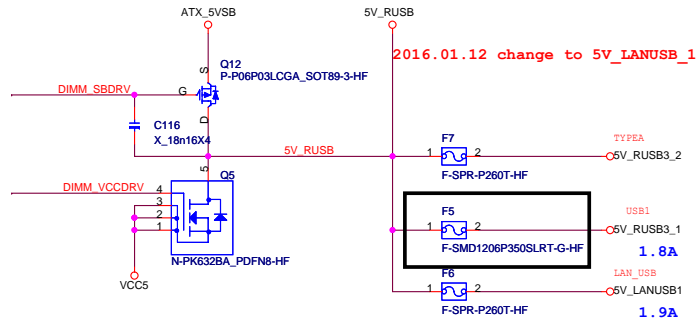 ATX_5VSB
5V_RUSB
2016.01.12 change to 5V_LANUSB_1
Q12
P-P06P03LCGA_SOT89-3-HF
S
DIMM_SBDRV
G
D
C116
X_18n16X4
5V_RUSB
F7
1
2
TYPEA
5V_RUSB3_2
F-SPR-P260T-HF
5
Q5
DIMM_VCCDRV
4
3
2
1
N-PK632BA_PDFN8-HF
VCC5
F5
1
2
USB1
5V_RUSB3_1
F-SMD1206P350SLRT-G-HF
1.8A
F6
1
2
LAN_USB
5V_LANUSB1
F-SPR-P260T-HF
1.9A